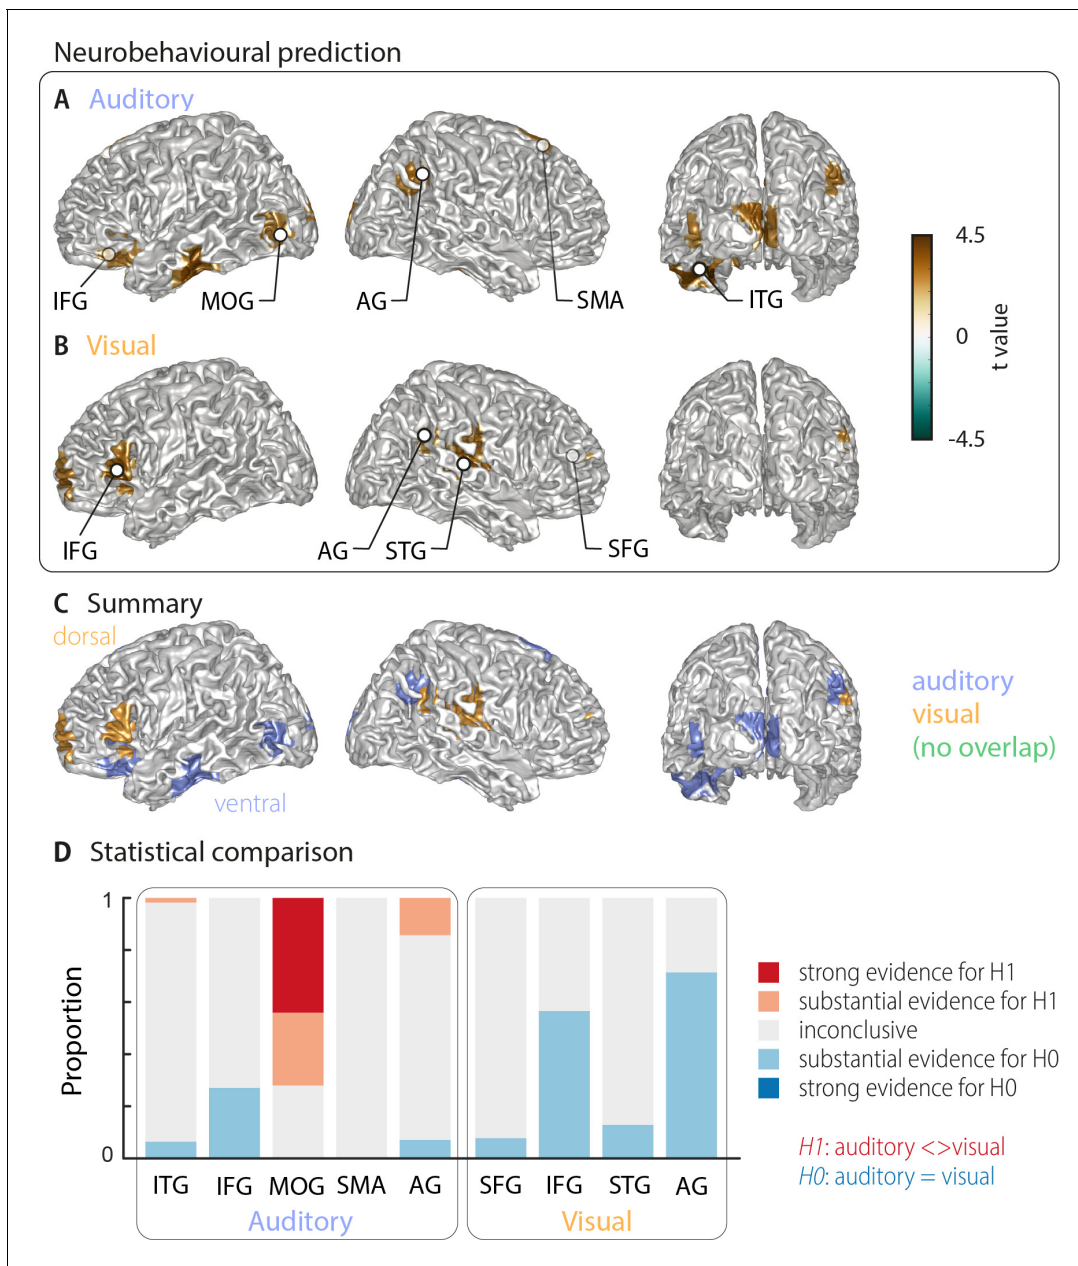 Neurobehavioural prediction
A Auditory
IFG
MOG
AG
SMA
ITG
4.5
0
-4.5
t value
B Visual
IFG
AG
STG
SFG
C Summary
dorsal
ventral
auditory
visual
(no overlap)
D Statistical comparison
1
0
Proportion
ITG IFG MOG SMA AG SFG IFG STG AG
Auditory Visual
strong evidence for H1
substantial evidence for H1
inconclusive
substantial evidence for H0
strong evidence for H0
H1: auditory <>visual
H0: auditory = visual